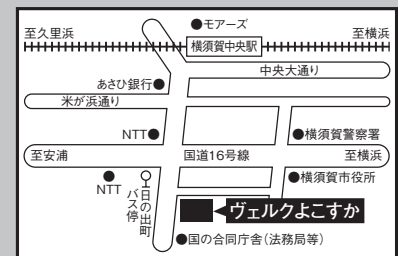 ●モアーズ
至久里浜
至横浜
横須賀中央駅
中央大通り
あさひ銀行●
米が浜通り
NTT●
●横須賀警察署
至安浦
国道16号線
至横浜
●
NTT
日の出町
バス停
●横須賀市役所
ヴェルクよこすか
●国の合同庁舎(法務局等)